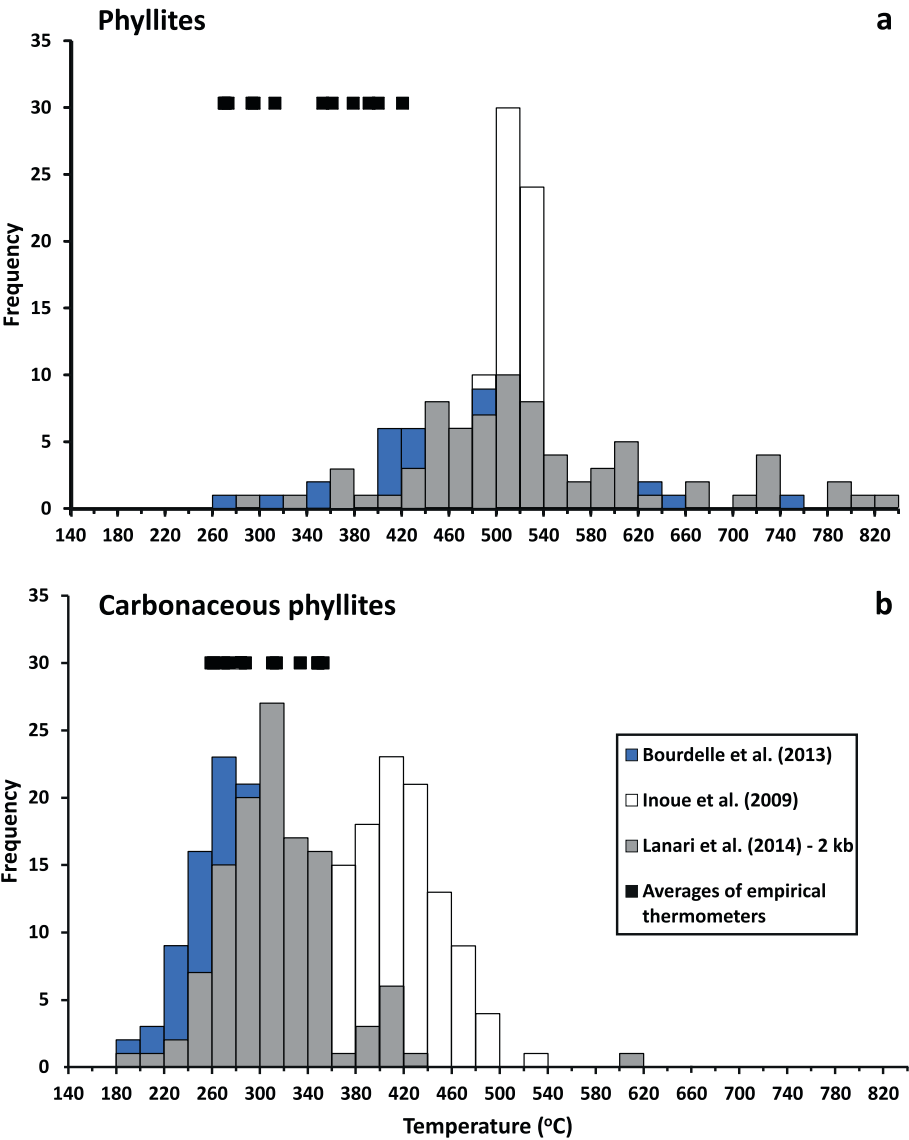 Phyllites
a
35
30
25
20
15
10
5
0
Frequency
140 180 220 260 300 340 380 420 460 500 540 580 620 660 700 740 780 820
Carbonaceous phyllites
b
35
30
25
20
15
10
5
0
Frequency
Bourdelle et al. (2013)
Inoue et al. (2009)
Lanari et al. (2014) - 2 kb
Averages of empirical
thermometers
140 180 220 260 300 340 380 420 460 500 540 580 620 660 700 740 780 820
Temperature (ºC)